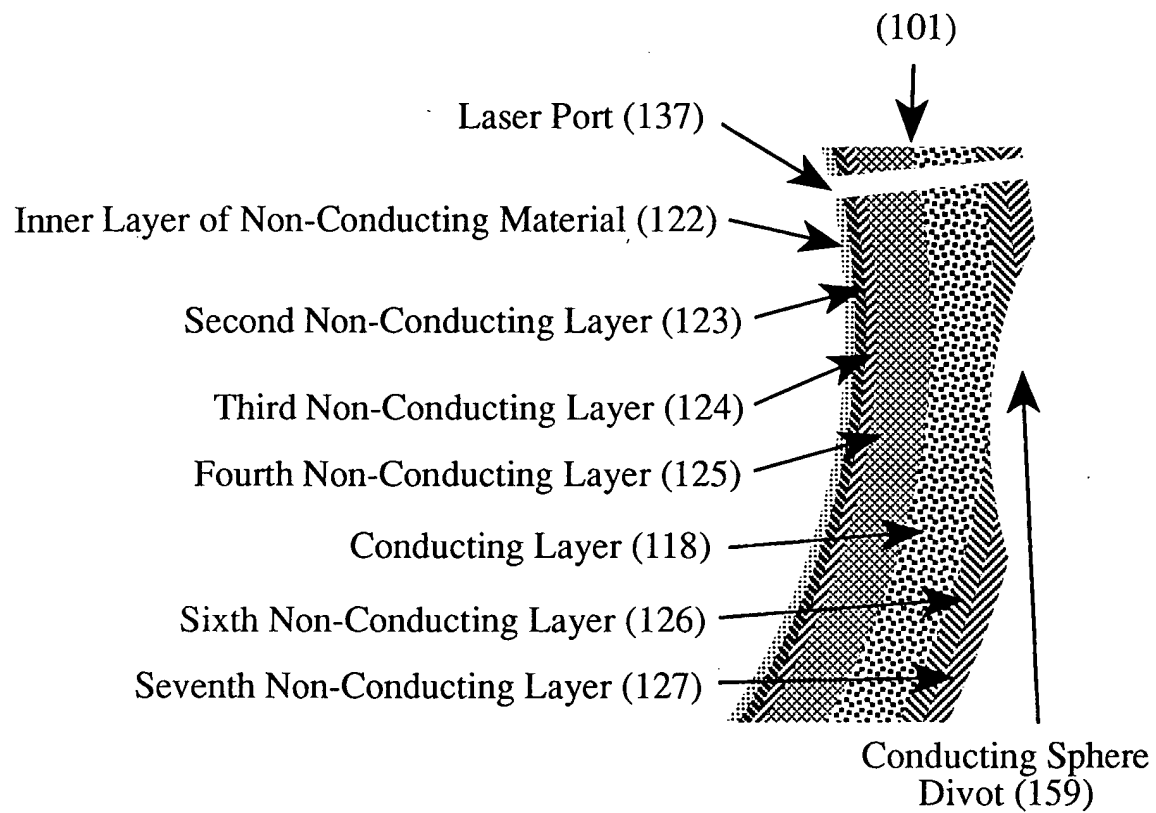 (101)
Laser Port (137)
Inner Layer of Non-Conducting Material (122)
Second Non-Conducting Layer (123)
Third Non-Conducting Layer (124)
Fourth Non-Conducting Layer (125)
Conducting Layer (118)
Sixth Non-Conducting Layer (126)
Seventh Non-Conducting Layer (127)
Conducting Sphere
Divot (159)